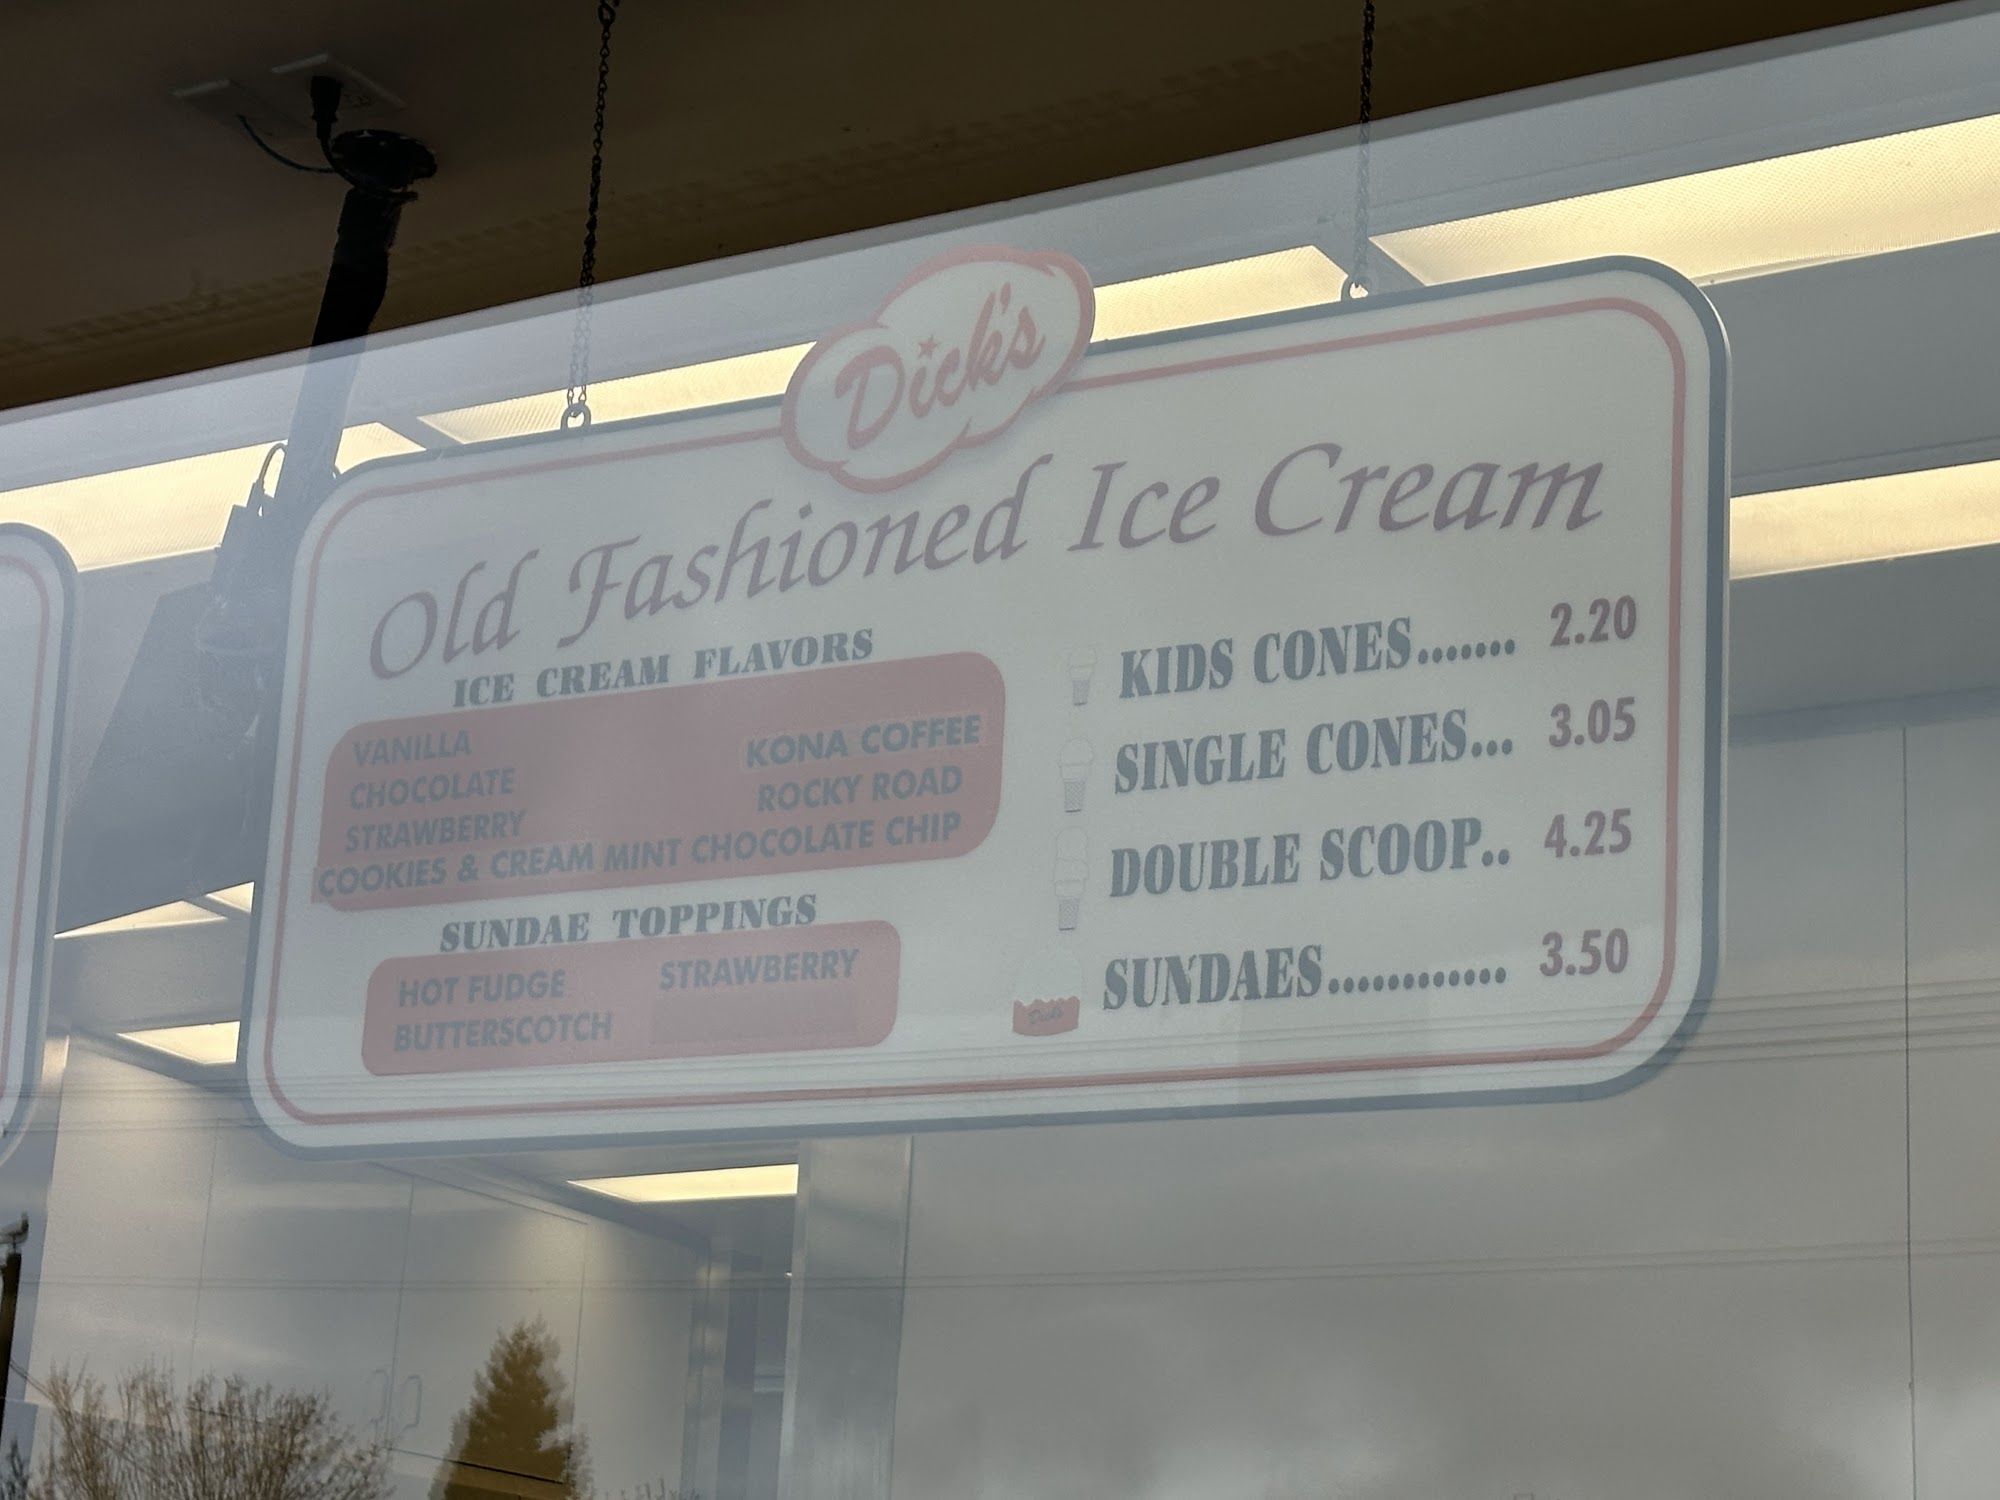 Dick's
Old Fashioned Ice Cream
ICE CREAM FLAVORS
VANILLA
CHOCOLATE
STRAWBERRY
COOKIES & CREAM
KONA COFFEE
ROCKY ROAD
MINT CHOCOLATE CHIP
SUNDAE TOPPINGS
HOT FUDGE
BUTTERSCOTCH
STRAWBERRY
KIDS CONES....... 2.20
SINGLE CONES... 3.05
DOUBLE SCOOP.. 4.25
SUNDAES............ 3.50
Dick's